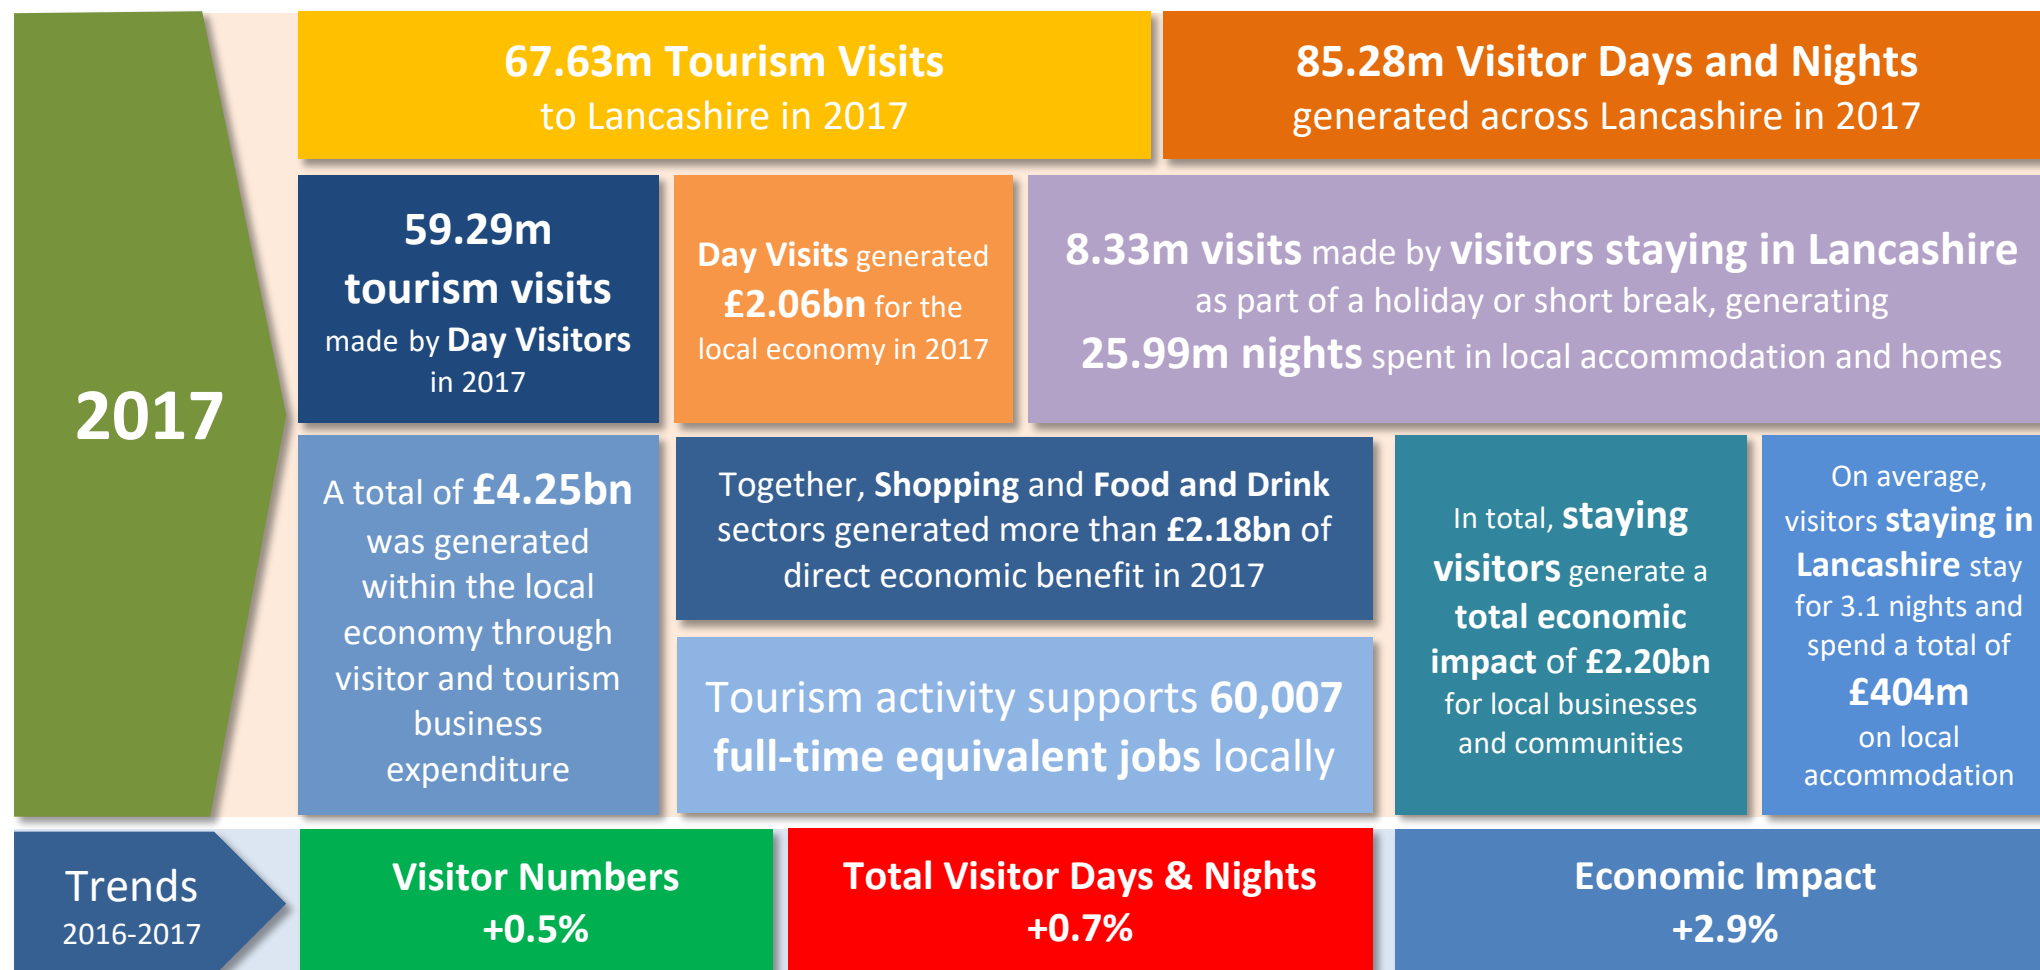 67.63m Tourism Visits
to Lancashire in 2017
85.28m Visitor Days and Nights
generated across Lancashire in 2017
2017
59.29m
tourism visits
made by Day Visitors
in 2017
Day Visits generated
£2.06bn for the
local economy in 2017
8.33m visits made by visitors staying in Lancashire
as part of a holiday or short break, generating
25.99m nights spent in local accommodation and homes
A total of £4.25bn
was generated
within the local
economy through
visitor and tourism
business
expenditure
Together, Shopping and Food and Drink
sectors generated more than £2.18bn of
direct economic benefit in 2017
Tourism activity supports 60,007
full-time equivalent jobs locally
In total, staying
visitors generate a
total economic
impact of £2.20bn
for local businesses
and communities
On average,
visitors staying in
Lancashire stay
for 3.1 nights and
spend a total of
£404m
on local
accommodation
Trends
2016-2017
Visitor Numbers
+0.5%
Total Visitor Days & Nights
+0.7%
Economic Impact
+2.9%